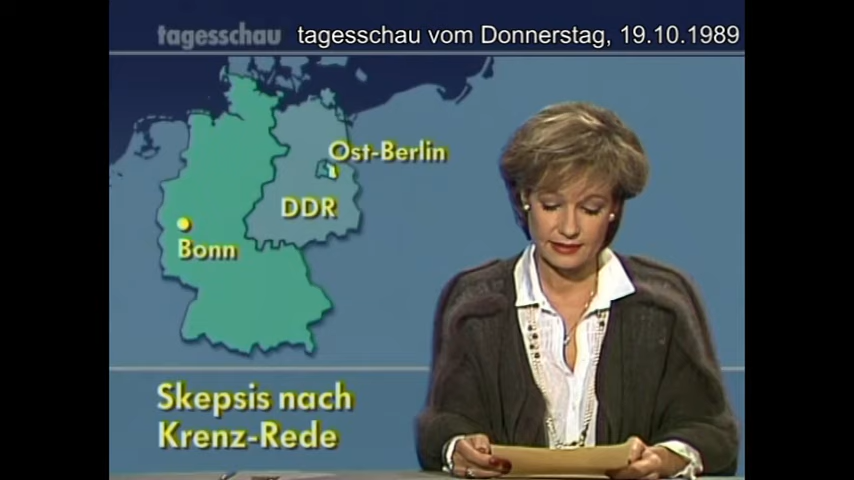 tagesschau tagesschau vom Donnerstag, 19.10.1989
Ost-Berlin
DDR
Bonn
Skepsis nach
Krenz-Rede